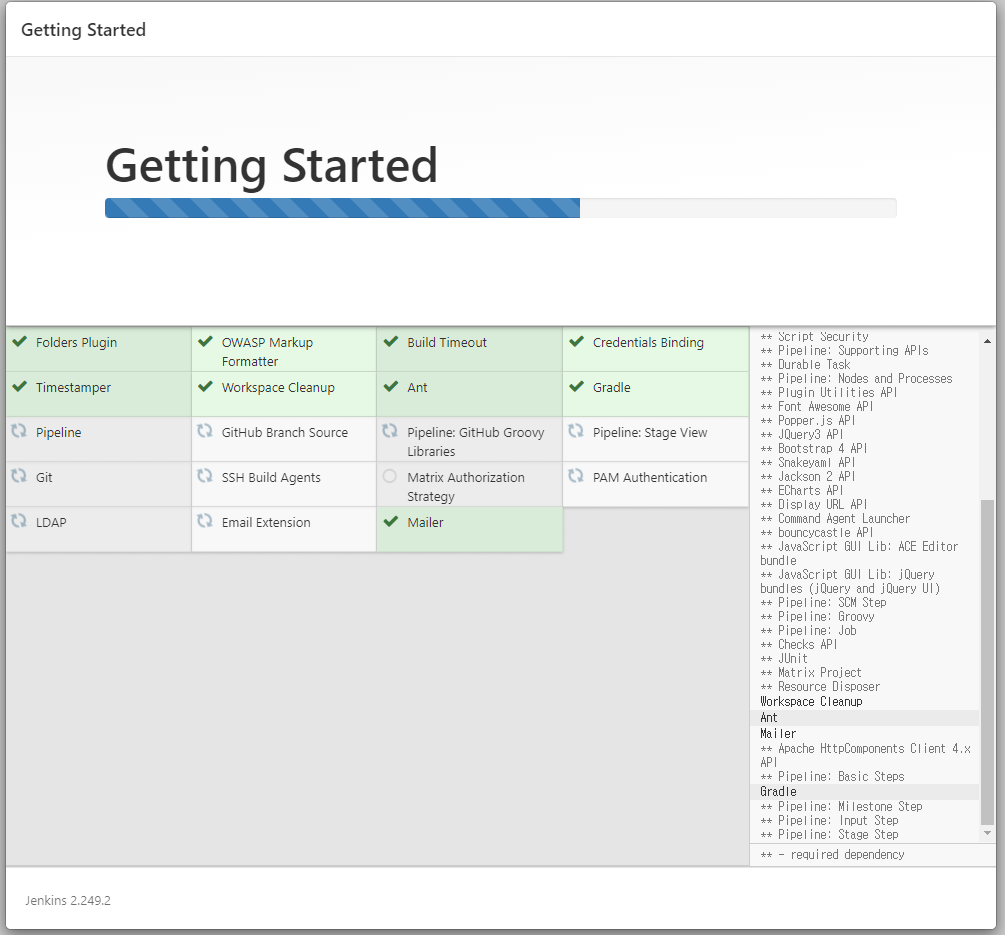 Getting Started
Getting Started
Folders Plugin
OWASP Markup
Formatter
Build Timeout
Credentials Binding
Timestamper
Workspace Cleanup
Ant
Gradle
Pipeline
GitHub Branch Source
Pipeline: GitHub Groovy
Libraries
Pipeline: Stage View
Git
SSH Build Agents
Matrix Authorization
Strategy
PAM Authentication
LDAP
Email Extension
Mailer
** Script Security
** Pipeline: Supporting APIs
** Durable Task
** Pipeline: Nodes and Processes
** Plugin Utilities API
** Font Awesome API
** Popper.js API
** JQuery3 API
** Bootstrap 4 API
** Snakeyaml API
** Jackson 2 API
** ECharts API
** Display URL API
** Command Agent Launcher
** bouncycastle API
** JavaScript GUI Lib: ACE Editor
bundle
** JavaScript GUI Lib: jQuery
bundles (jQuery and jQuery UI)
** Pipeline: SCM Step
** Pipeline: Groovy
** Pipeline: Job
** Checks API
** JUnit
** Matrix Project
** Resource Disposer
Workspace Cleanup
Ant
Mailer
** Apache HttpComponents Client 4.x
API
** Pipeline: Basic Steps
Gradle
** Pipeline: Milestone Step
** Pipeline: Input Step
** Pipeline: Stage Step
** - required dependency
Jenkins 2.249.2